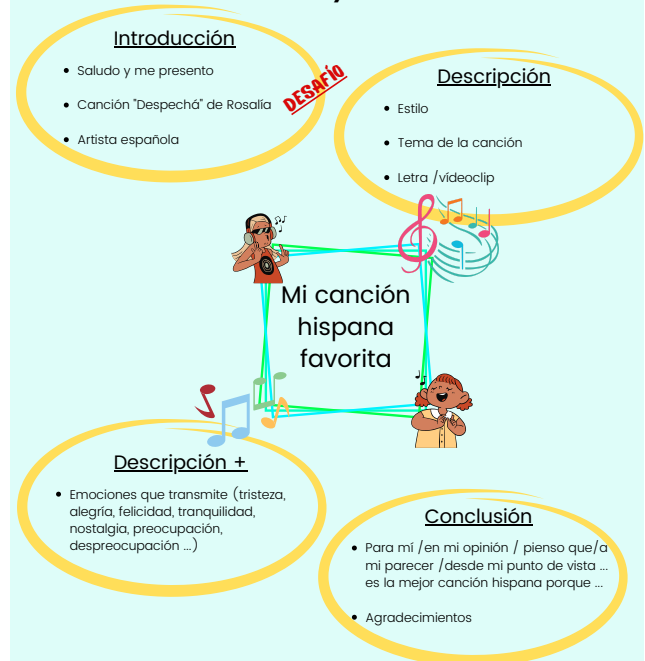 Introducción
• Saludo y me presento
• Canción "Despechá" de Rosalía
• Artista española
DESAFÍO
Descripción
• Estilo
• Tema de la canción
• Letra /vídeoclip
Mi canción
hispana
favorita
Descripción +
• Emociones que transmite (tristeza,
alegría, felicidad, tranquilidad,
nostalgia, preocupación,
despreocupación ...)
Conclusión
• Para mí /en mi opinión / pienso que/a
mi parecer /desde mi punto de vista ...
es la mejor canción hispana porque ...
• Agradecimientos